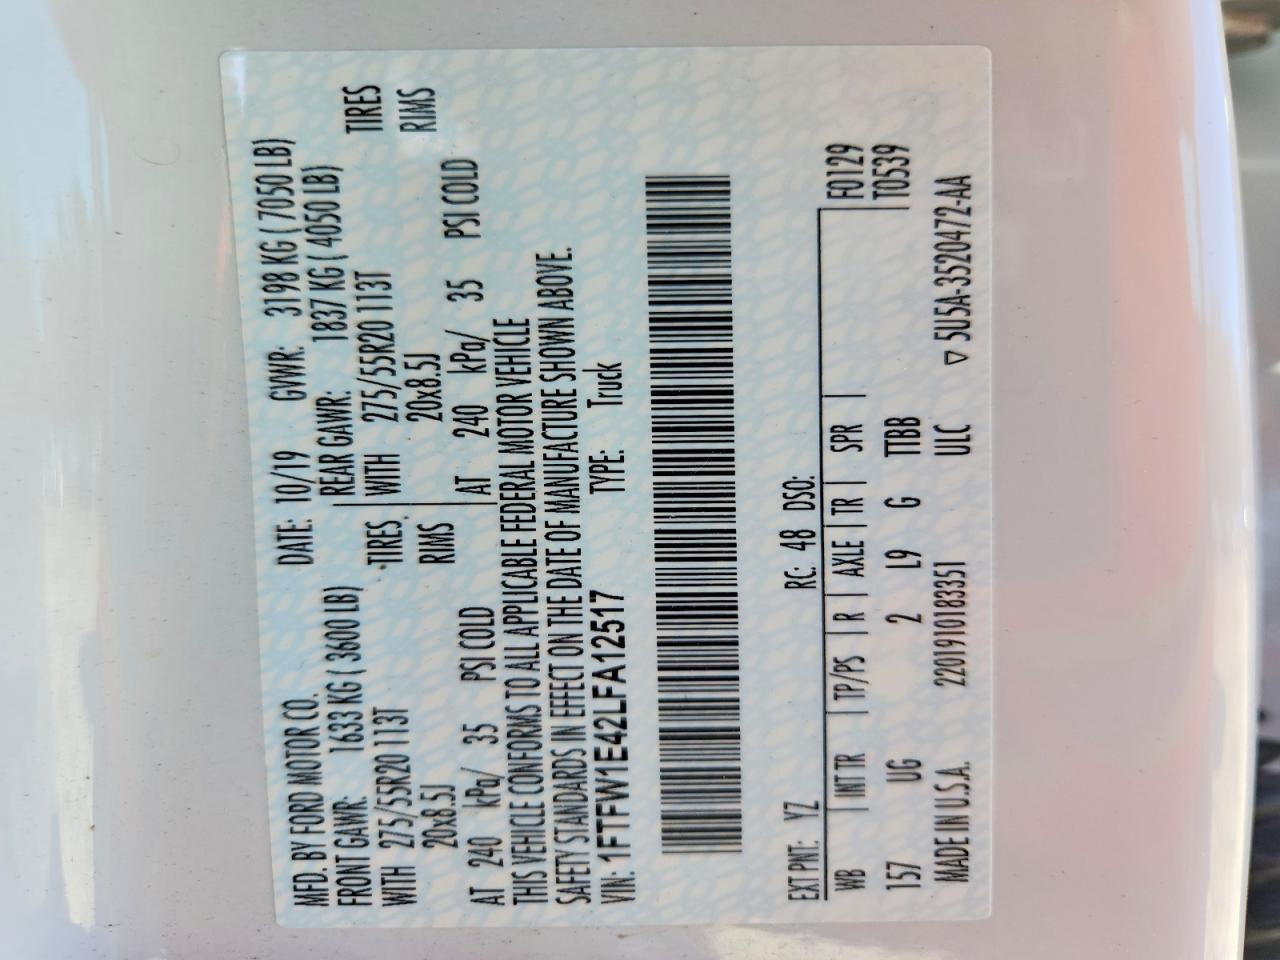 MFD. BY FORD MOTOR CO. DATE: 10/19 GVWR: 3198 KG ( 7050 LB)
FRONT GAWR: 1633 KG ( 3600 LB) REAR GAWR: 1837 KG ( 4050 LB)
WITH 275/55R20 113T TIRES WITH 275/55R20 113T TIRES
20x8.5J RIMS 20x8.5J RIMS
AT 240 kPa/ 35 PSI COLD AT 240 kPa/ 35 PSI COLD
THIS VEHICLE CONFORMS TO ALL APPLICABLE FEDERAL MOTOR VEHICLE
SAFETY STANDARDS IN EFFECT ON THE DATE OF MANUFACTURE SHOWN ABOVE.
VIN: 1FTFW1E42LFA12517 TYPE: Truck
EXT PNT: YZ RC: 48 DSO:
WB | INT TR | TP/PS | R | AXLE | TR | SPR | F0129
157 UG 2 L9 G TTBB T0539
MADE IN U.S.A. 2201910183351 ULC ▽ 5U5A-3520472-AA